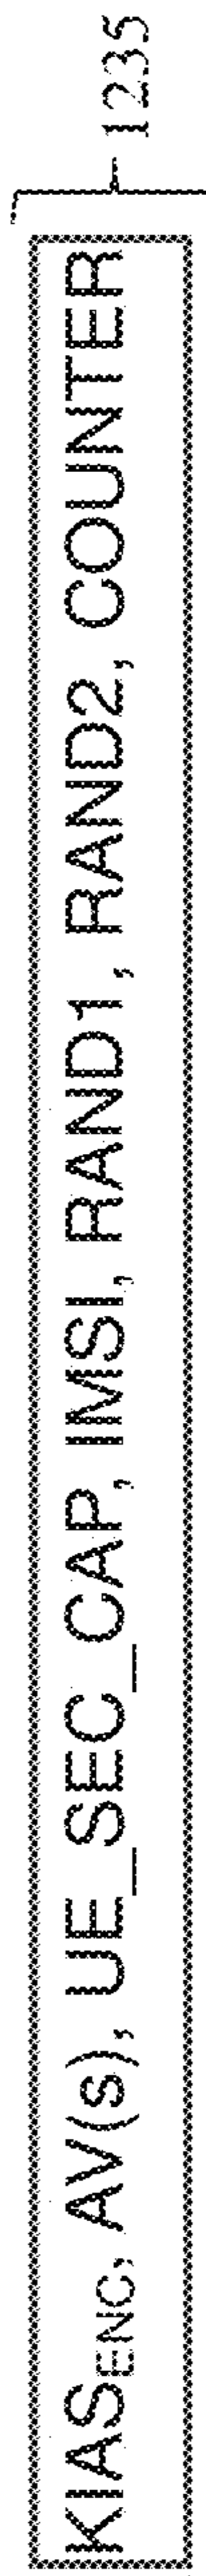 KIAS_ENC, AV(s), UE_SEC_CAP, IMSI, RAND1, RAND2, COUNTER
1235